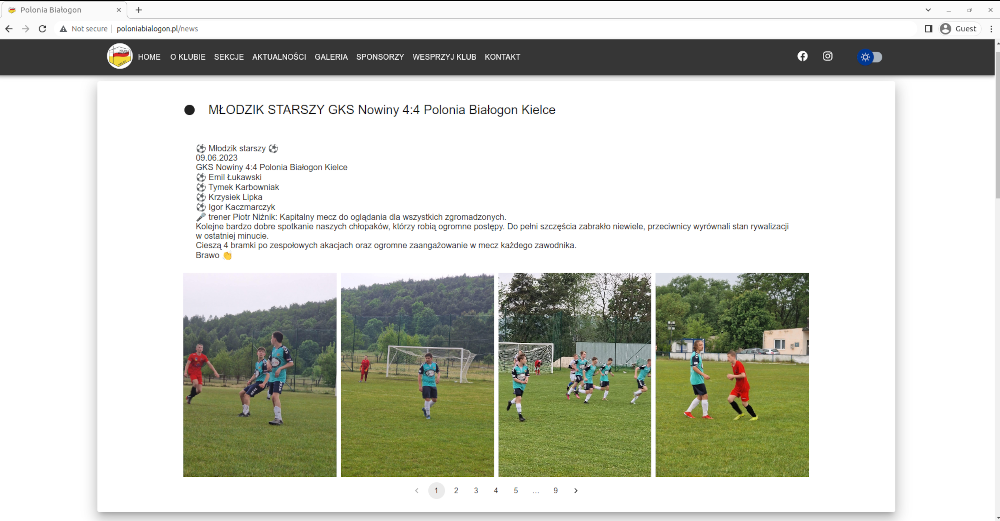 Polonia Białogon
Not secure
poloniabialogon.pl/news
Guest
HOME O KLUBIE SEKCJE AKTUALNOŚCI GALERIA SPONSORZY WESPRZYJ KLUB KONTAKT
MŁODZIK STARSZY GKS Nowiny 4:4 Polonia Białogon Kielce
⚽ Młodzik starszy ⚽
09.06.2023
GKS Nowiny 4:4 Polonia Białogon Kielce
⚽ Emil Łukawski
⚽ Tymek Karbowniak
⚽ Krzysiek Lipka
⚽ Igor Kaczmarczyk
🎤 trener Piotr Niźnik: Kapitalny mecz do oglądania dla wszystkich zgromadzonych.
Kolejne bardzo dobre spotkanie naszych chłopaków, którzy robią ogromne postępy. Do pełni szczęścia zabrakło niewiele, przeciwnicy wyrównali stan rywalizacji
w ostatniej minucie.
Cieszą 4 bramki po zespołowych akacjach oraz ogromne zaangażowanie w mecz każdego zawodnika.
Brawo 👏
1 2 3 4 5 ... 9